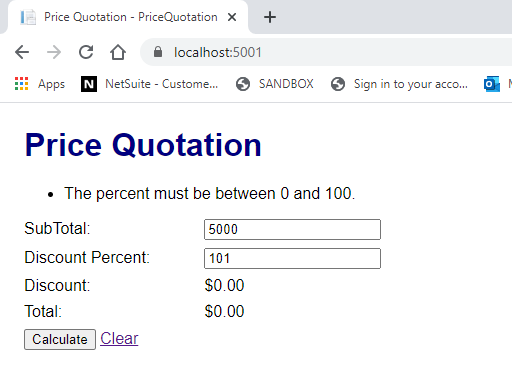 Price Quotation - PriceQuotation
localhost:5001
Apps NetSuite - Custome... SANDBOX Sign in to your acco...
Price Quotation
• The percent must be between 0 and 100.
SubTotal: 5000
Discount Percent: 101
Discount: $0.00
Total: $0.00
Calculate Clear